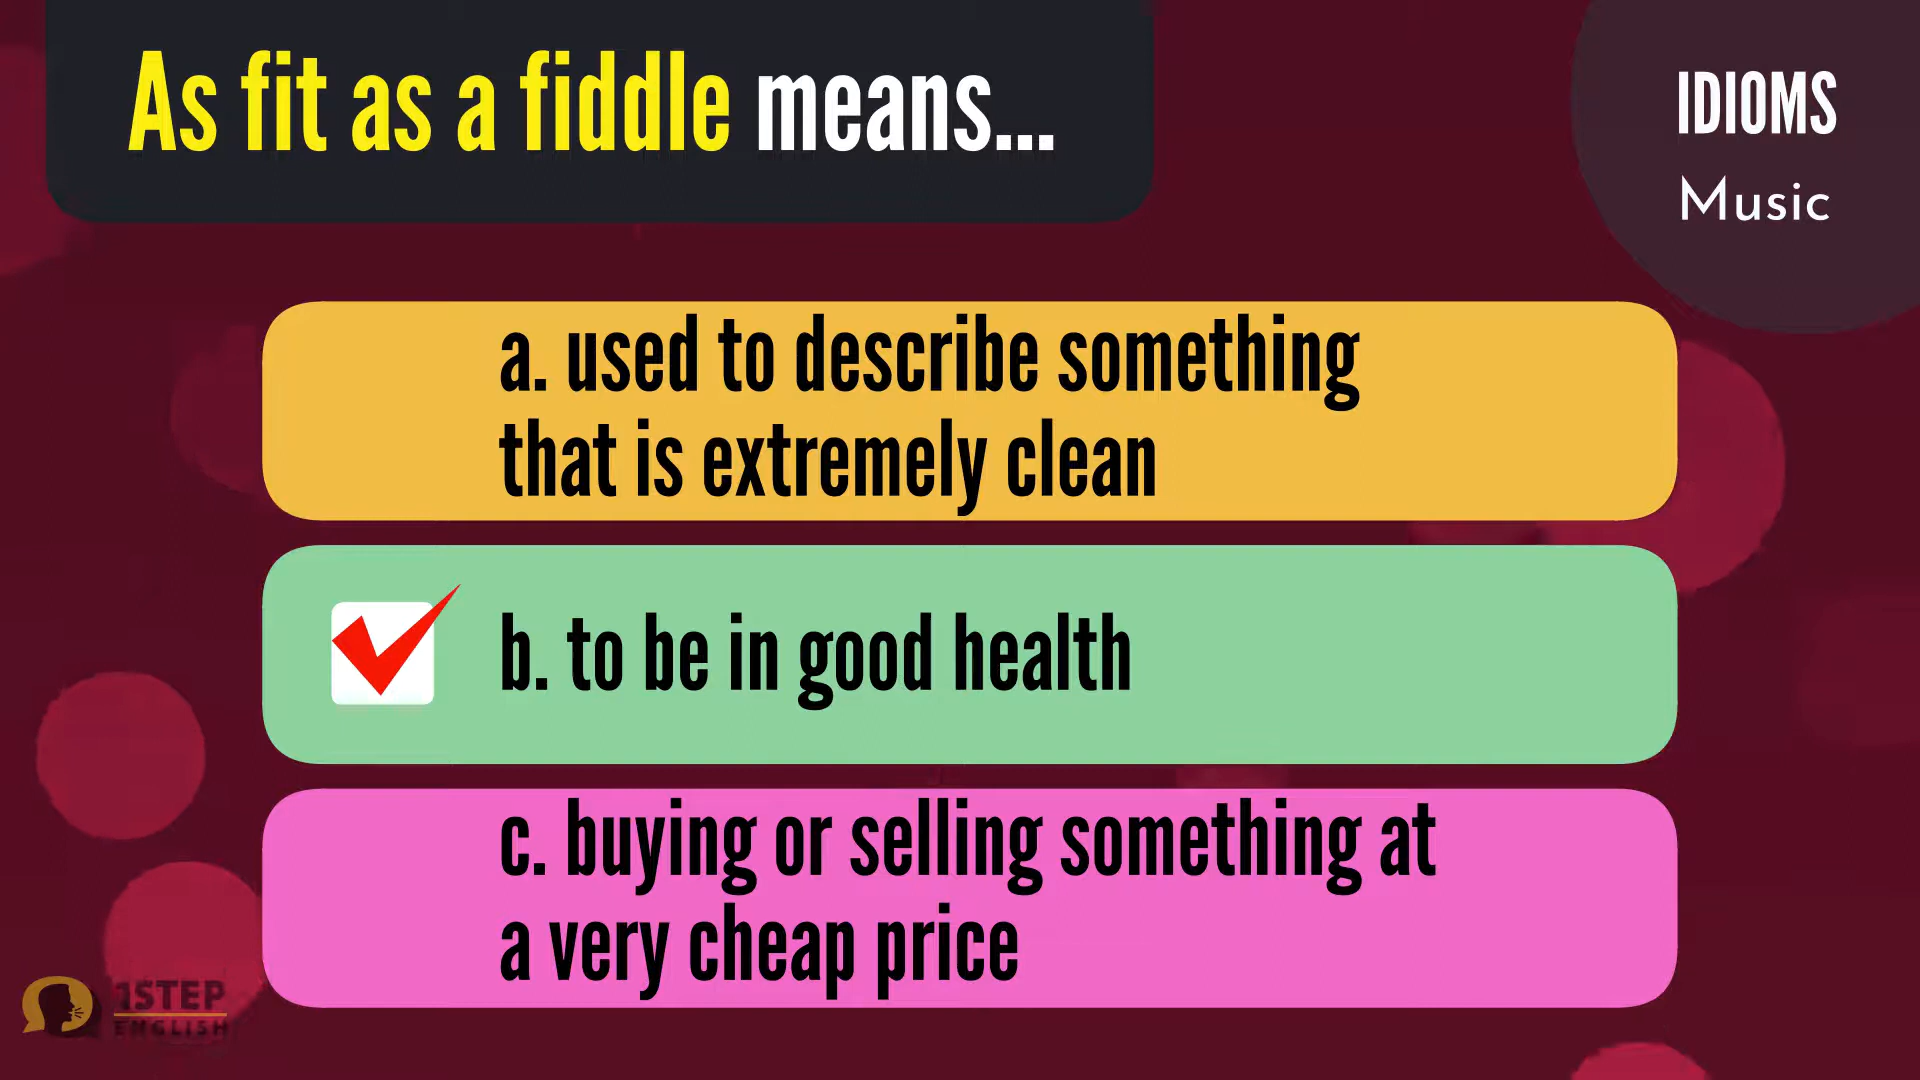 As fit as a fiddle means...
IDIOMS
Music
a. used to describe something
that is extremely clean
b. to be in good health
c. buying or selling something at
a very cheap price
1STEP
ENGLISH